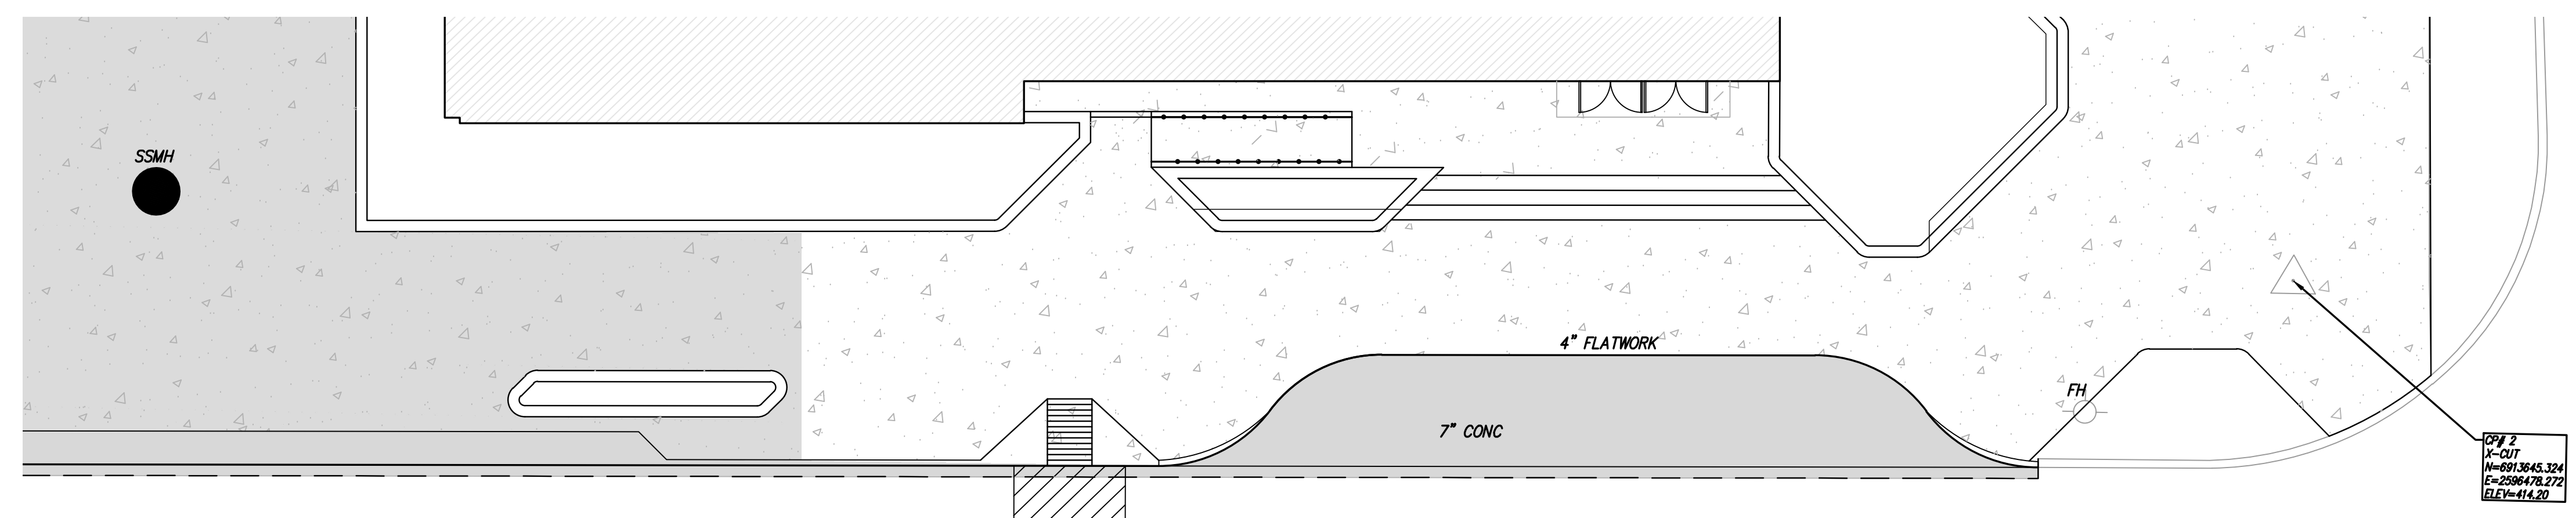 SSMH
4" FLATWORK
FH
7" CONC
CP# 2
X-CUT
N=6913645.324
E=2596478.272
ELEV=414.20